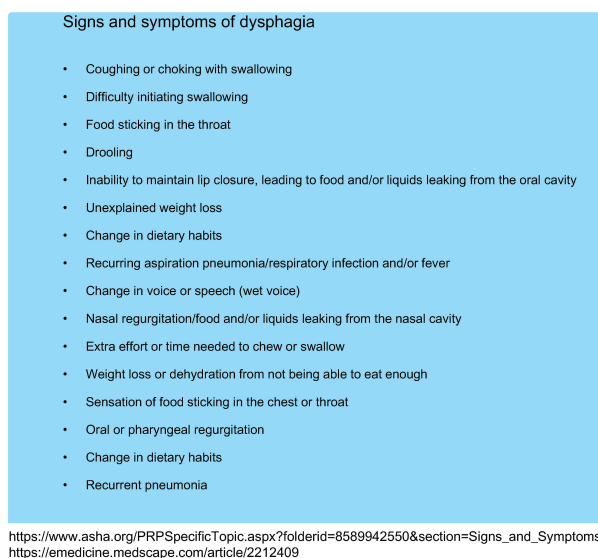 Signs and symptoms of dysphagia
• Coughing or choking with swallowing
• Difficulty initiating swallowing
• Food sticking in the throat
• Drooling
• Inability to maintain lip closure, leading to food and/or liquids leaking from the oral cavity
• Unexplained weight loss
• Change in dietary habits
• Recurring aspiration pneumonia/respiratory infection and/or fever
• Change in voice or speech (wet voice)
• Nasal regurgitation/food and/or liquids leaking from the nasal cavity
• Extra effort or time needed to chew or swallow
• Weight loss or dehydration from not being able to eat enough
• Sensation of food sticking in the chest or throat
• Oral or pharyngeal regurgitation
• Change in dietary habits
• Recurrent pneumonia
https://www.asha.org/PRPSpecificTopic.aspx?folderid=8589942550&section=Signs_and_Symptoms
https://emedicine.medscape.com/article/2212409